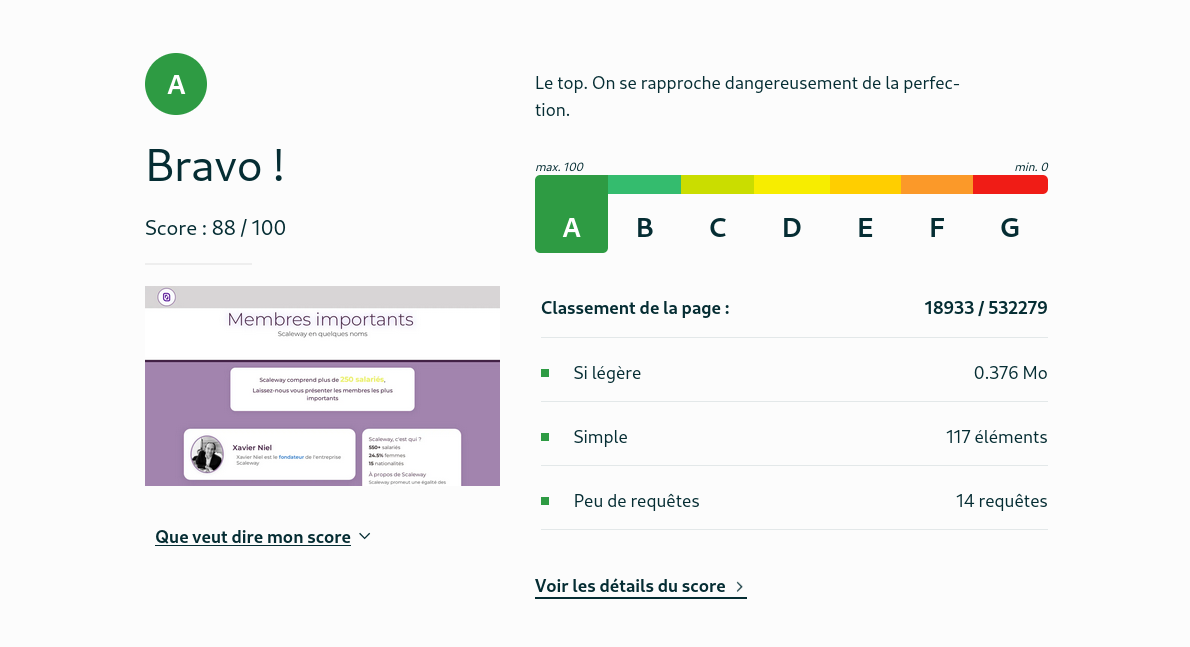 A
Bravo !
Score : 88 / 100
Membres importants
Scaleway en quelques noms
Scaleway comprend plus de 250 salariés,
Laissez-nous vous présenter les membres les plus
importants
Xavier Niel
Xavier Niel est le fondateur de l'entreprise
Scaleway
Scaleway, c'est qui ?
550+ salariés
24.5% femmes
15 nationalités
À propos de Scaleway
Scaleway promeut une égalité des
Que veut dire mon score
Le top. On se rapproche dangereusement de la perfec-
tion.
max. 100 min. 0
A B C D E F G
Classement de la page : 18933 / 532279
Si légère 0.376 Mo
Simple 117 éléments
Peu de requêtes 14 requêtes
Voir les détails du score